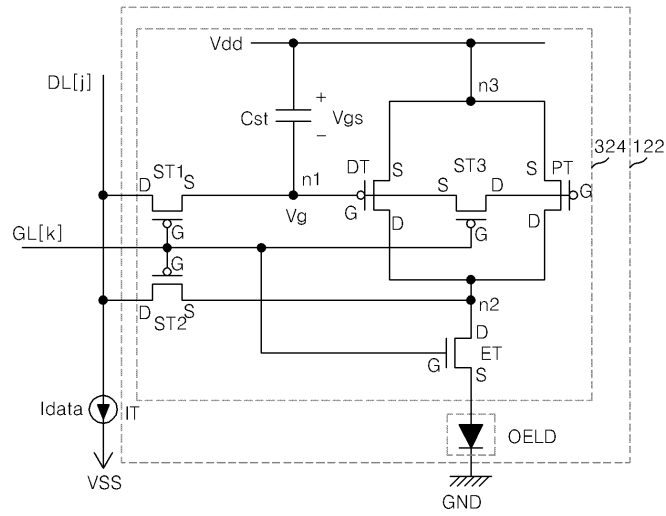 Vdd
DL[j]
n3
+
Cst
Vgs
−
324
122
ST1
DT
S
ST3
S
PT
D
S
n1
S
D
G
Vg
G
G
D
G
D
GL[k]
G
D
S
n2
ST2
D
G
ET
S
Idata
IT
OELD
VSS
GND